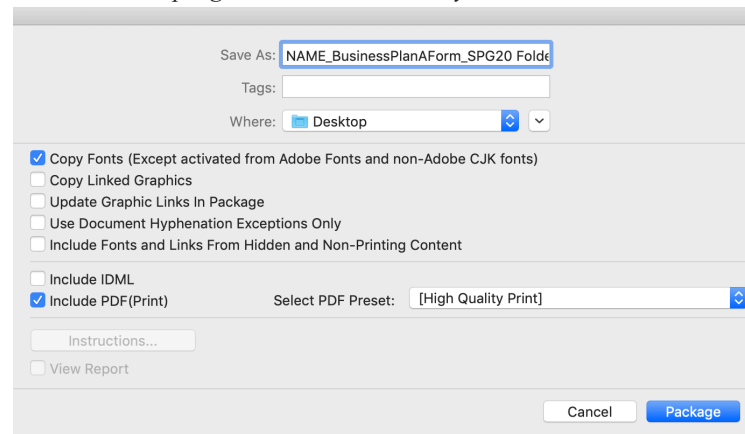 Save As: NAME_BusinessPlanAForm_SPG20 Folde
Tags:
Where: Desktop
Copy Fonts (Except activated from Adobe Fonts and non-Adobe CJK fonts)
Copy Linked Graphics
Update Graphic Links In Package
Use Document Hyphenation Exceptions Only
Include Fonts and Links From Hidden and Non-Printing Content
Include IDML
Include PDF(Print) Select PDF Preset: [High Quality Print]
Instructions...
View Report
Cancel Package